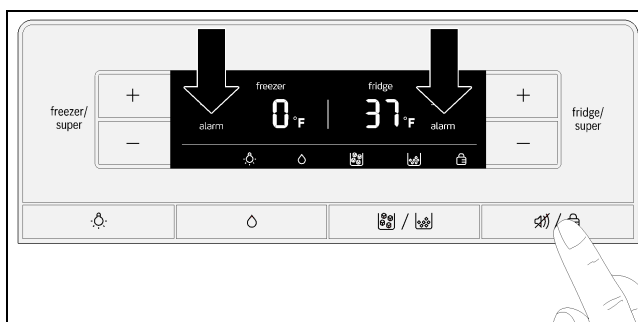 freezer/
super
+
−
freezer
fridge
alarm
0°F
37°F
alarm
+
−
fridge/
super
/
/